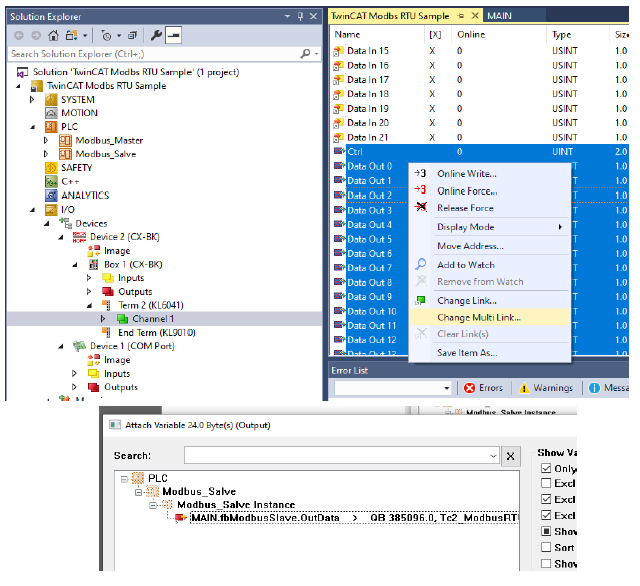 Solution Explorer
Search Solution Explorer (Ctrl+;)
Solution 'TwinCAT Modbs RTU Sample' (1 project)
TwinCAT Modbs RTU Sample
SYSTEM
MOTION
PLC
Modbus_Master
Modbus_Salve
SAFETY
C++
ANALYTICS
I/O
Devices
Device 2 (CX-BK)
Image
Box 1 (CX-BK)
Inputs
Outputs
Term 2 (KL6041)
Channel 1
End Term (KL9010)
Device 1 (COM Port)
Image
Inputs
Outputs
TwinCAT Modbs RTU Sample
MAIN
Name [X] Online Type Size
Data In 15 X 0 USINT 1.0
Data In 16 X 0 USINT 1.0
Data In 17 X 0 USINT 1.0
Data In 18 X 0 USINT 1.0
Data In 19 X 0 USINT 1.0
Data In 20 X 0 USINT 1.0
Data In 21 X 0 USINT 1.0
Ctrl 0 UINT 2.0
Data Out 0 T 1.0
Data Out 1 T 1.0
Data Out 2 T 1.0
Data Out 3 T 1.0
Data Out 4 T 1.0
Data Out 5 T 1.0
Data Out 6 T 1.0
Data Out 7 T 1.0
Data Out 8 T 1.0
Data Out 9 T 1.0
Data Out 10 T 1.0
Data Out 11 T 1.0
Data Out 12 T 1.0
Data Out 13 T 1.0
Online Write...
Online Force...
Release Force
Display Mode
Move Address...
Add to Watch
Remove from Watch
Change Link...
Change Multi Link...
Clear Link(s)
Save Item As...
Error List
Errors
Warnings
Messa
Modbus_Salve Instance
Attach Variable 24.0 Byte(s) (Output)
Search:
X
PLC
Modbus_Salve
Modbus_Salve Instance
MAIN.fbModbusSlave.OutData > QB 385096.0, Tc2_ModbusRT
Show Va
Only
Excl
Excl
Excl
Show
Sort
Show